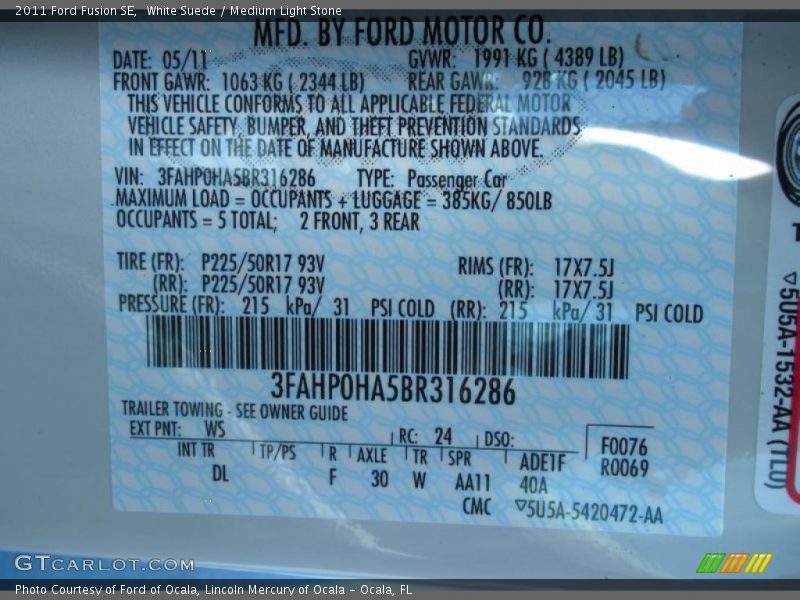 2011 Ford Fusion SE, White Suede / Medium Light Stone
MFD. BY FORD MOTOR CO.
DATE: 05/11 GVWR: 1991 KG ( 4389 LB)
FRONT GAWR: 1063 KG ( 2344 LB) REAR GAWR: 928 KG ( 2045 LB)
THIS VEHICLE CONFORMS TO ALL APPLICABLE FEDERAL MOTOR
VEHICLE SAFETY, BUMPER, AND THEFT PREVENTION STANDARDS
IN EFFECT ON THE DATE OF MANUFACTURE SHOWN ABOVE.
VIN: 3FAHP0HA5BR316286 TYPE: Passenger Car
MAXIMUM LOAD = OCCUPANTS + LUGGAGE = 385KG/ 850LB
OCCUPANTS = 5 TOTAL; 2 FRONT, 3 REAR
TIRE (FR): P225/50R17 93V RIMS (FR): 17X7.5J
(RR): P225/50R17 93V (RR): 17X7.5J
PRESSURE (FR): 215 kPa/ 31 PSI COLD (RR): 215 kPa/ 31 PSI COLD
3FAHP0HA5BR316286
TRAILER TOWING - SEE OWNER GUIDE
EXT PNT: WS RC: 24 DSO: F0076
INT TR TP/PS R AXLE TR SPR ADE1F R0069
DL F 30 W AA11 40A
CMC ▽5U5A-5420472-AA
▽5U5A-1532-AA (TLO)
GTCARLOT.COM
Photo Courtesy of Ford of Ocala, Lincoln Mercury of Ocala - Ocala, FL